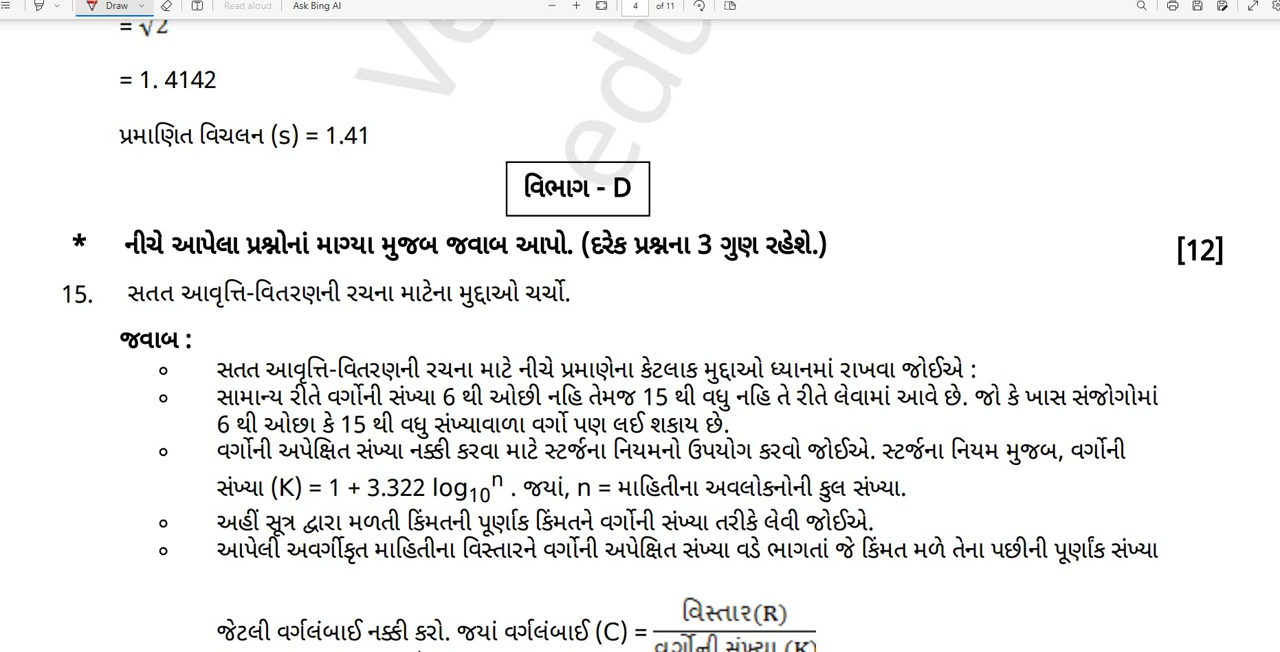 Draw
Read aloud
Ask Bing AI
4 of 11
= √2
= 1. 4142
પ્રમાણિત વિચલન (s) = 1.41
વિભાગ - D
* નીચે આપેલા પ્રશ્નોનાં માગ્યા મુજબ જવાબ આપો. (દરેક પ્રશ્નના 3 ગુણ રહેશે.) [12]
15. સતત આવૃત્તિ-વિતરણની રચના માટેના મુદ્દાઓ ચર્ચો.
જવાબ :
સતત આવૃત્તિ-વિતરણની રચના માટે નીચે પ્રમાણેના કેટલાક મુદ્દાઓ ધ્યાનમાં રાખવા જોઈએ :
સામાન્ય રીતે વર્ગોની સંખ્યા 6 થી ઓછી નહિ તેમજ 15 થી વધુ નહિ તે રીતે લેવામાં આવે છે. જો કે ખાસ સંજોગોમાં
6 થી ઓછા કે 15 થી વધુ સંખ્યાવાળા વર્ગો પણ લઈ શકાય છે.
વર્ગોની અપેક્ષિત સંખ્યા નક્કી કરવા માટે સ્ટર્જના નિયમનો ઉપયોગ કરવો જોઈએ. સ્ટર્જના નિયમ મુજબ, વર્ગોની
સંખ્યા (K) = 1 + 3.322 log₁₀ⁿ . જયાં, n = માહિતીના અવલોકનોની કુલ સંખ્યા.
અહીં સૂત્ર દ્વારા મળતી કિંમતની પૂર્ણાક કિંમતને વર્ગોની સંખ્યા તરીકે લેવી જોઈએ.
આપેલી અવર્ગીકૃત માહિતીના વિસ્તારને વર્ગોની અપેક્ષિત સંખ્યા વડે ભાગતાં જે કિંમત મળે તેના પછીની પૂર્ણાંક સંખ્યા
જેટલી વર્ગલંબાઈ નક્કી કરો. જયાં વર્ગલંબાઈ (C) = વિસ્તાર(R)
વર્ગોની સંખ્યા (K)